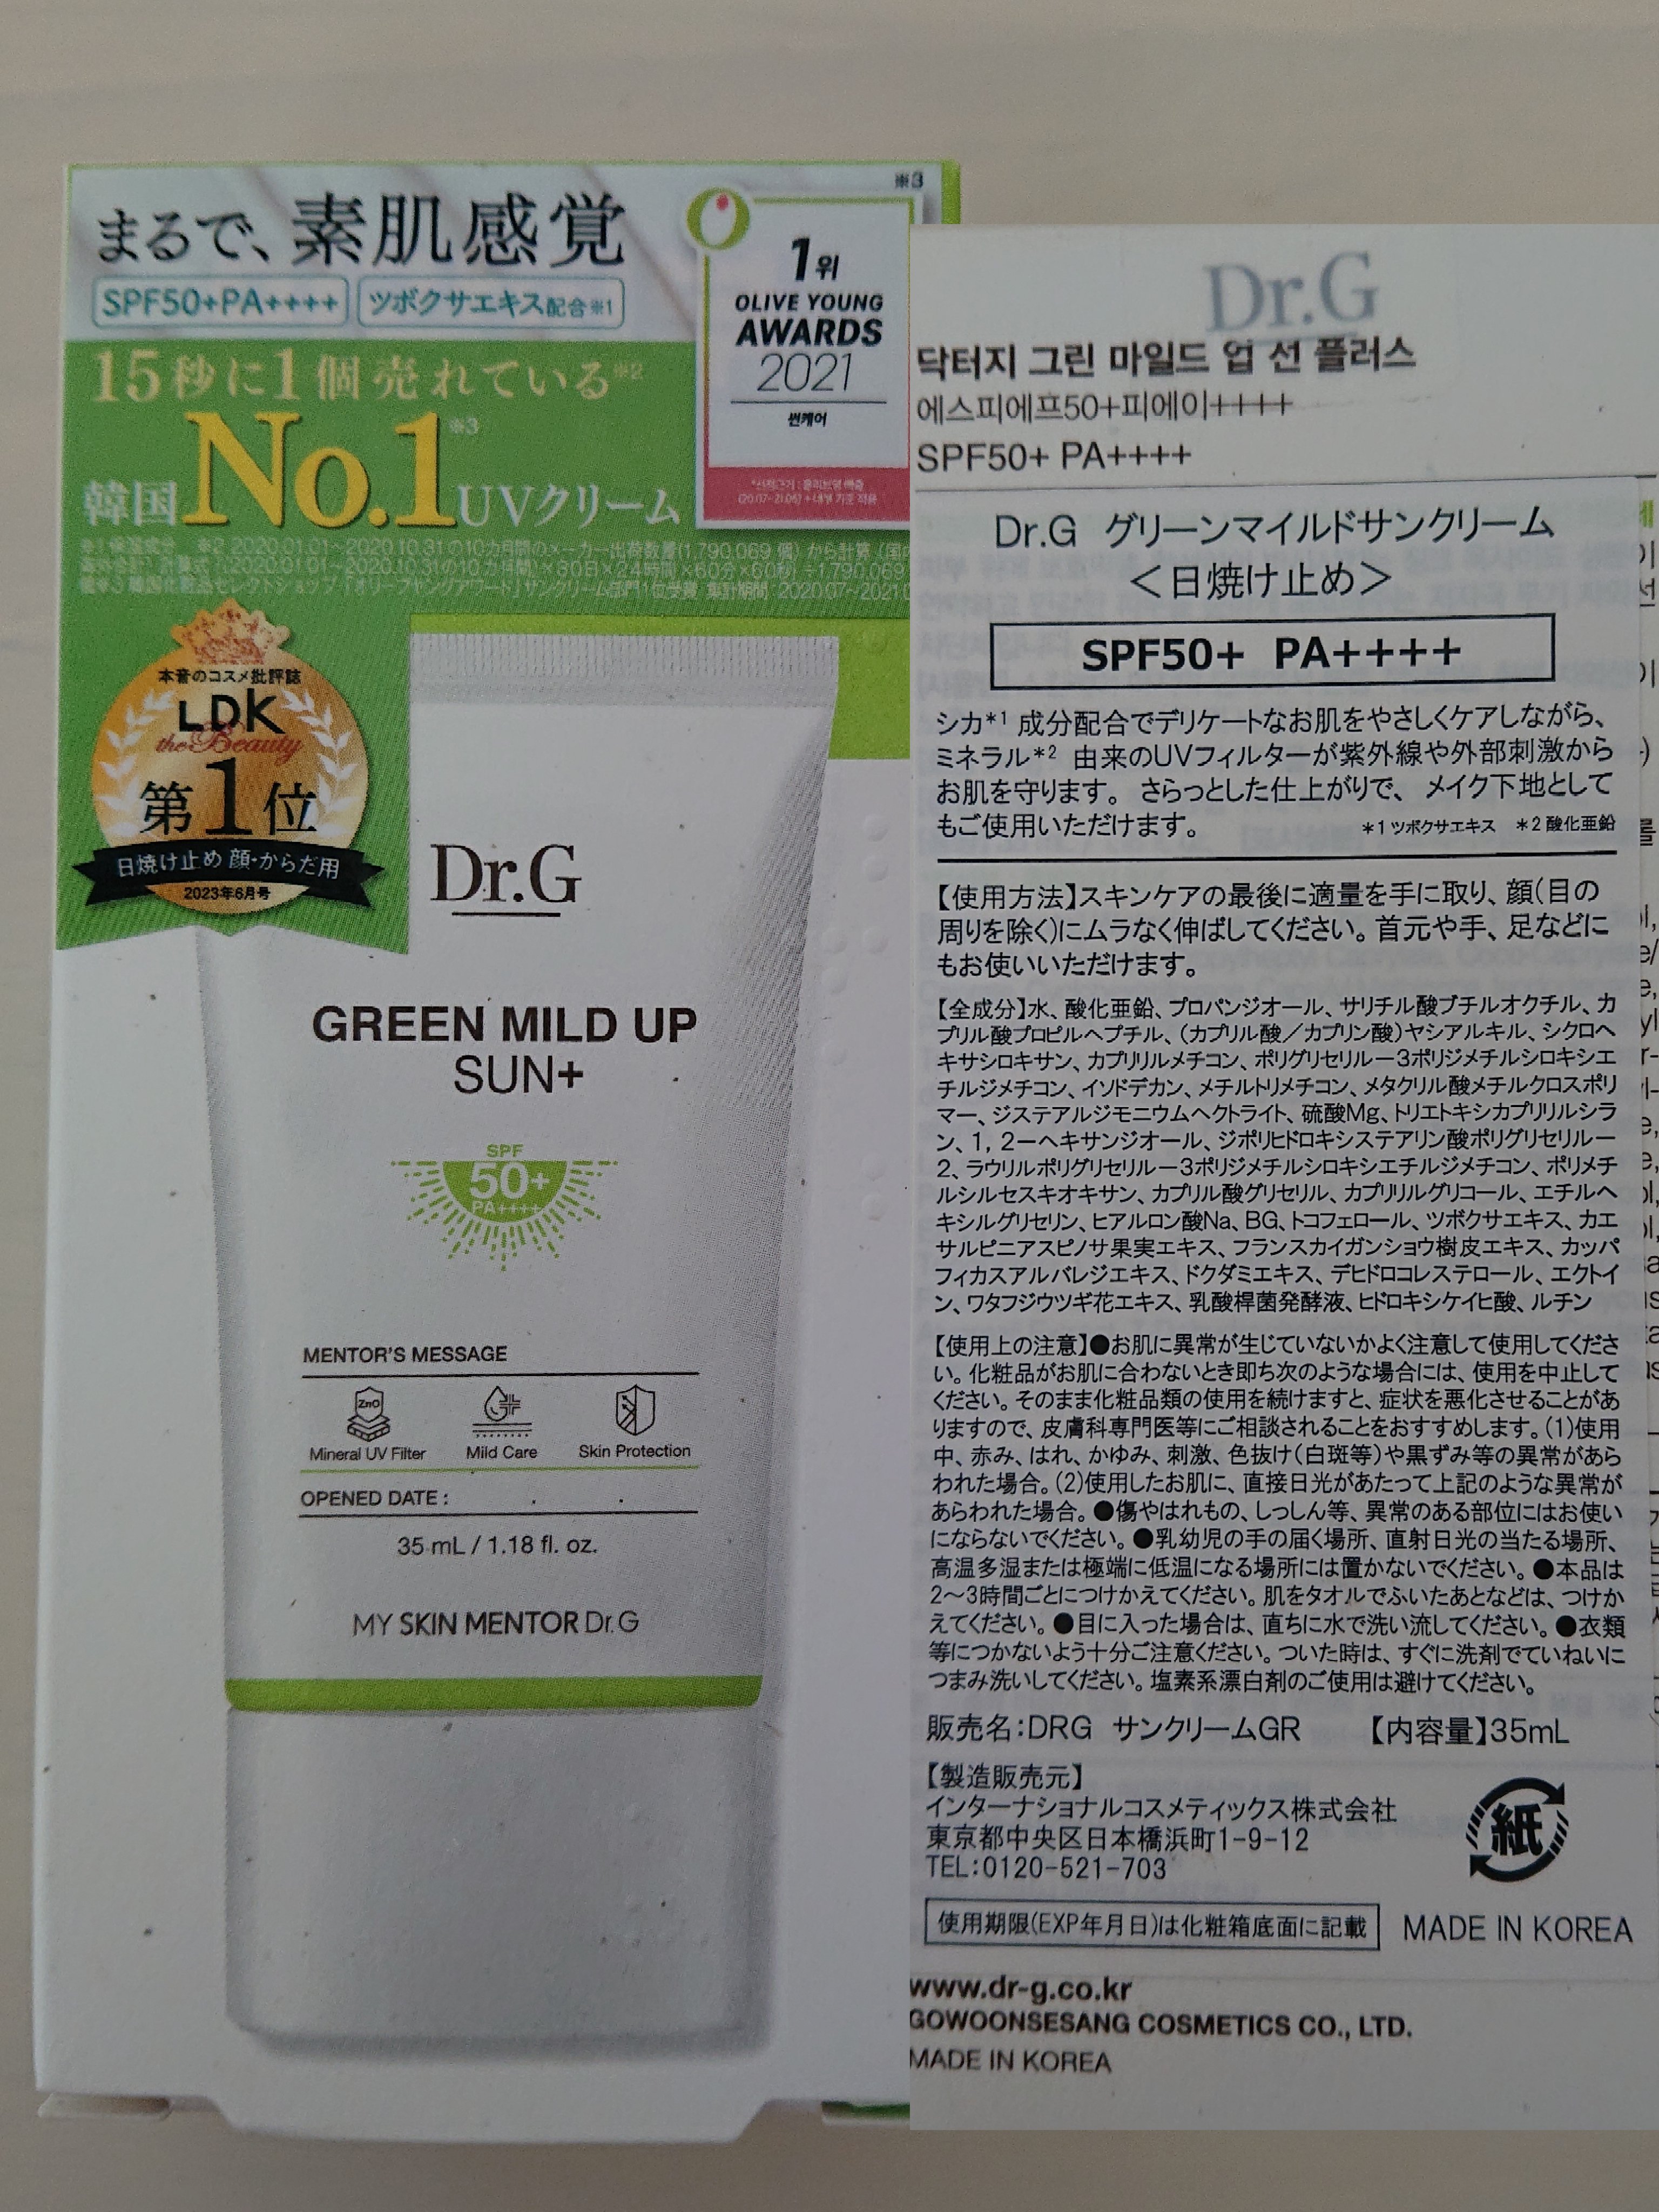 まるで、素肌感覚
SPF50+PA++++ ツボクサエキス配合※1
※3
1위
OLIVE YOUNG
AWARDS
2021
썬케어
15秒に1個売れている※2
韓国No.1※3UVクリーム
本音のコスメ批評誌
LDK
the Beauty
第1位
日焼け止め 顔・からだ用
2023年6月号
Dr.G
GREEN MILD UP
SUN+
SPF
50+
PA++++
MENTOR'S MESSAGE
ZnO
Mineral UV Filter Mild Care Skin Protection
OPENED DATE : . .
35 mL / 1.18 fl. oz.
MY SKIN MENTOR Dr.G
Dr.G
닥터지 그린 마일드 업 선 플러스
에스피에프50+피에이++++
SPF50+ PA++++
Dr.G グリーンマイルドサンクリーム
＜日焼け止め＞
SPF50+ PA++++
シカ*1 成分配合でデリケートなお肌をやさしくケアしながら、
ミネラル*2 由来のUVフィルターが紫外線や外部刺激から
お肌を守ります。 さらっとした仕上がりで、 メイク下地として
もご使用いただけます。 *1ツボクサエキス *2酸化亜鉛
【使用方法】スキンケアの最後に適量を手に取り、顔(目の
周りを除く)にムラなく伸ばしてください。首元や手、足などに
もお使いいただけます。
【全成分】水、酸化亜鉛、プロパンジオール、サリチル酸ブチルオクチル、カ
プリル酸プロピルヘプチル、(カプリル酸／カプリン酸)ヤシアルキル、シクロヘ
キサシロキサン、カプリリルメチコン、ポリグリセリルー3ポリジメチルシロキシエ
チルジメチコン、イソドデカン、メチルトリメチコン、メタクリル酸メチルクロスポリ
マー、ジステアルジモニウムヘクトライト、硫酸Mg、トリエトキシカプリリルシラ
ン、1，2ーヘキサンジオール、ジポリヒドロキシステアリン酸ポリグリセリルー
2、ラウリルポリグリセリルー3ポリジメチルシロキシエチルジメチコン、ポリメチ
ルシルセスキオキサン、カプリル酸グリセリル、カプリリルグリコール、エチルヘ
キシルグリセリン、ヒアルロン酸Na、BG、トコフェロール、ツボクサエキス、カエ
サルピニアスピノサ果実エキス、フランスカイガンショウ樹皮エキス、カッパ
フィカスアルバレジエキス、ドクダミエキス、デヒドロコレステロール、エクトイ
ン、ワタフジウツギ花エキス、乳酸桿菌発酵液、ヒドロキシケイヒ酸、ルチン
【使用上の注意】●お肌に異常が生じていないかよく注意して使用してくださ
い。化粧品がお肌に合わないとき即ち次のような場合には、使用を中止して
ください。そのまま化粧品類の使用を続けますと、症状を悪化させることがあ
りますので、皮膚科専門医等にご相談されることをおすすめします。(1)使用
中、赤み、はれ、かゆみ、刺激、色抜け(白斑等)や黒ずみ等の異常があら
われた場合。(2)使用したお肌に、直接日光があたって上記のような異常が
あらわれた場合。●傷やはれもの、しっしん等、異常のある部位にはお使い
にならないでください。●乳幼児の手の届く場所、直射日光の当たる場所、
高温多湿または極端に低温になる場所には置かないでください。●本品は
2～3時間ごとにつけかえてください。肌をタオルでふいたあとなどは、つけか
えてください。●目に入った場合は、直ちに水で洗い流してください。●衣類
等につかないよう十分ご注意ください。ついた時は、すぐに洗剤でていねいに
つまみ洗いしてください。塩素系漂白剤のご使用は避けてください。
販売名：DRG サンクリームGR 【内容量】35mL
【製造販売元】
インターナショナルコスメティックス株式会社
東京都中央区日本橋浜町1-9-12
TEL：0120-521-703
紙
使用期限(EXP年月日)は化粧箱底面に記載 MADE IN KOREA
www.dr-g.co.kr
GOWOONSESANG COSMETICS CO., LTD.
MADE IN KOREA